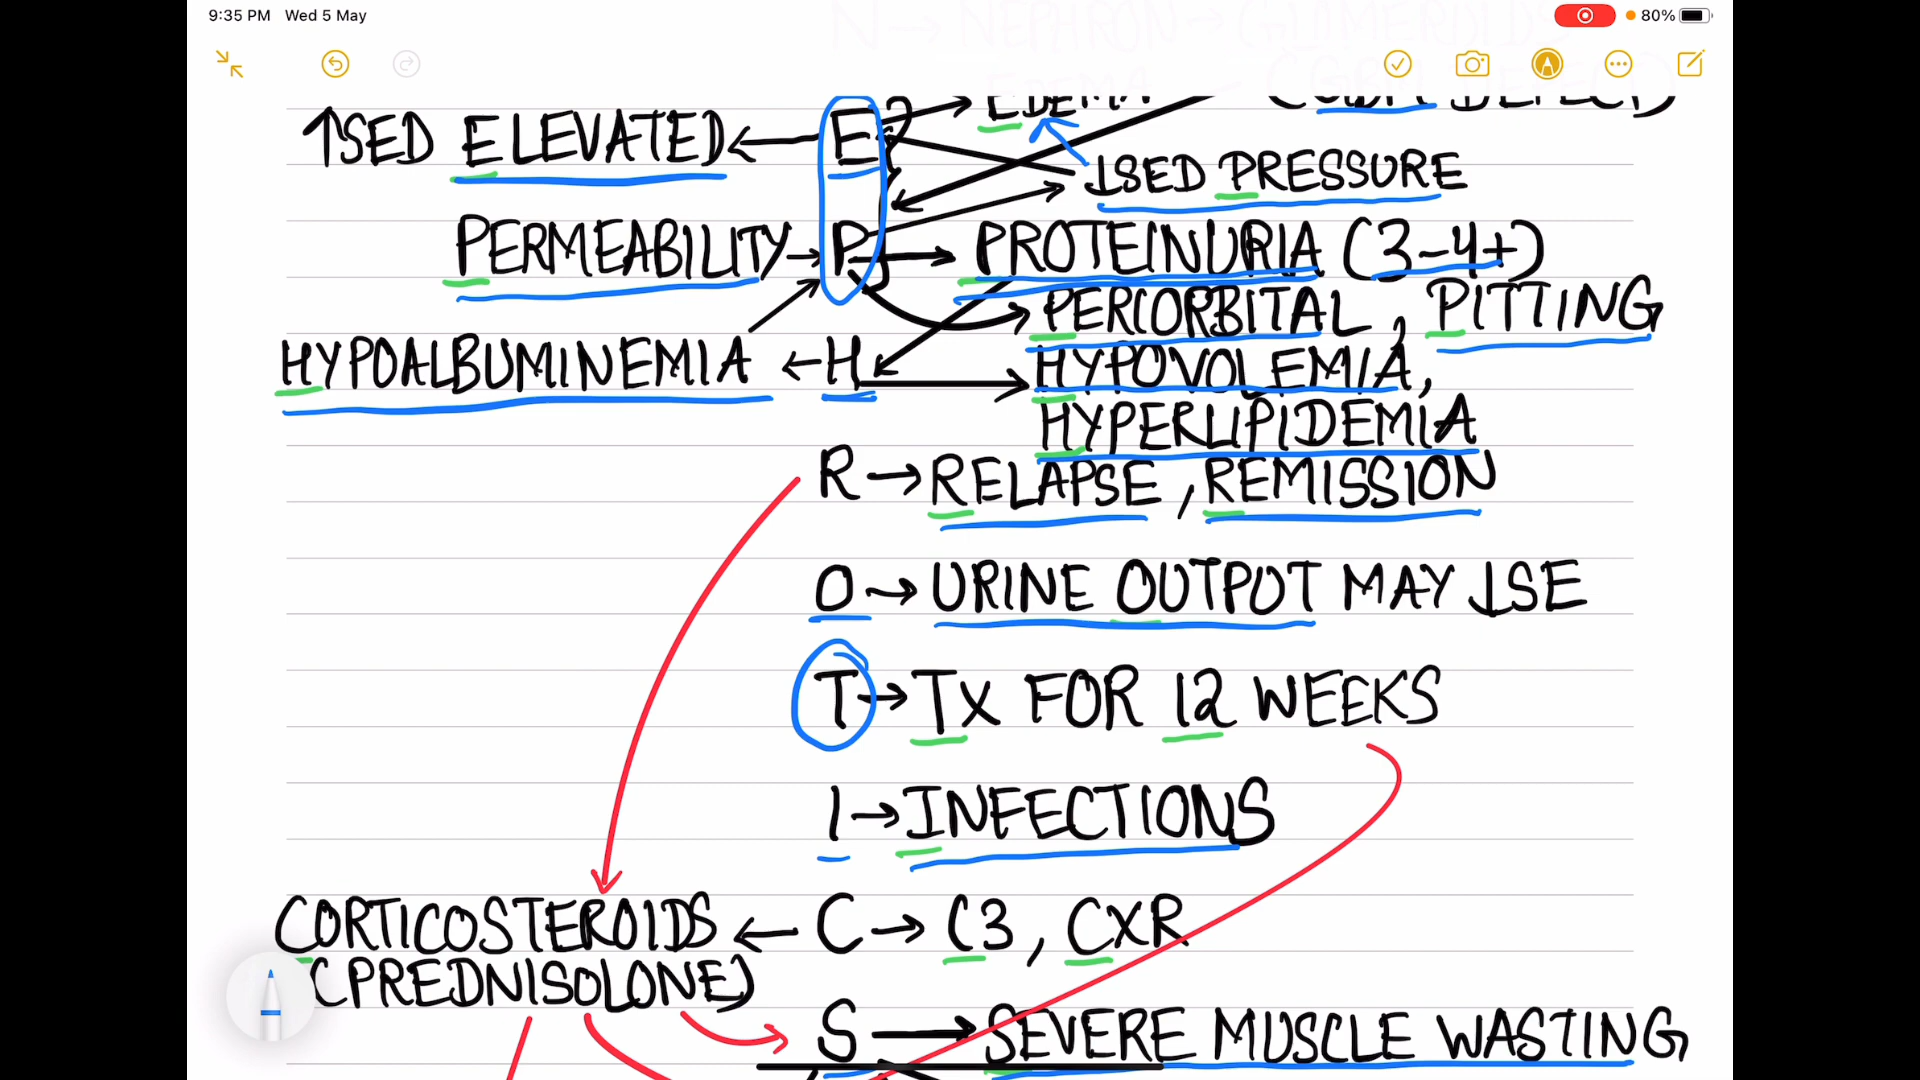 9:35 PM Wed 5 May
80%
N → NEPHRON →
EDEMA
↑SED ELEVATED ← E
↓SED PRESSURE
PERMEABILITY → P → PROTEINURIA (3-4+)
PERIORBITAL, PITTING
HYPOALBUMINEMIA ← H → HYPOVOLEMIA,
HYPERLIPIDEMIA
R → RELAPSE, REMISSION
O → URINE OUTPUT MAY ↓SE
T → Tx FOR 12 WEEKS
I → INFECTIONS
CORTICOSTEROIDS ← C → C3, CXR
(PREDNISOLONE)
S → SEVERE MUSCLE WASTING